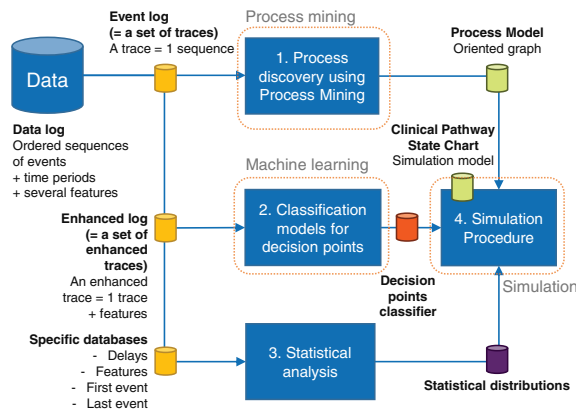 Event log
(= a set of traces)
A trace = 1 sequence
Process mining
Process Model
Oriented graph
Data
1. Process
discovery using
Process Mining
Data log
Ordered sequences
of events
+ time periods
+ several features
Clinical Pathway
State Chart
Simulation model
Machine learning
Enhanced log
(= a set of
enhanced
traces)
An enhanced
trace = 1 trace
+ features
2. Classification
models for
decision points
4. Simulation
Procedure
Decision
points
classifier
Simulation
Specific databases
- Delays
- Features
- First event
- Last event
3. Statistical
analysis
Statistical distributions